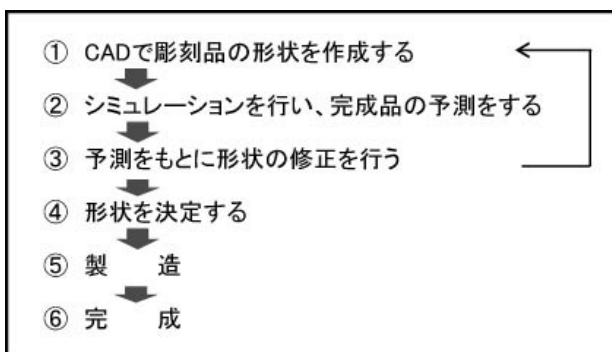 ① CADで彫刻品の形状を作成する
② シミュレーションを行い、完成品の予測をする
③ 予測をもとに形状の修正を行う
④ 形状を決定する
⑤ 製　　造
⑥ 完　　成